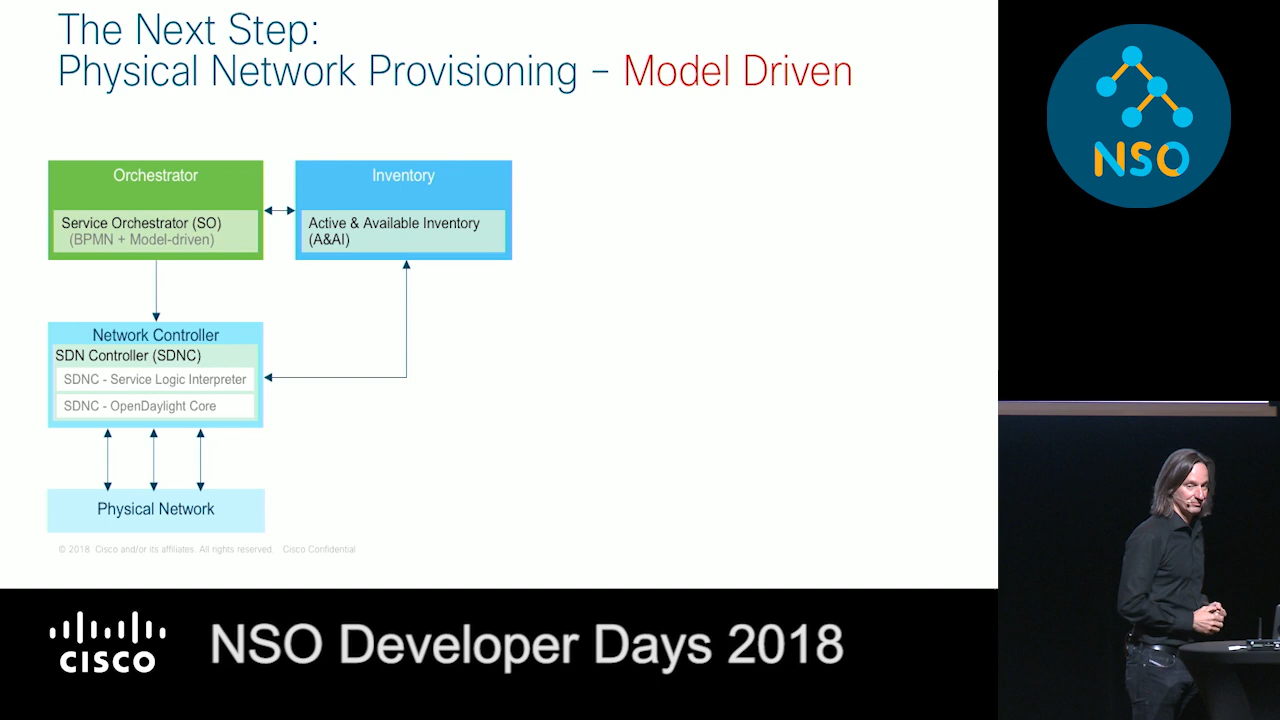 The Next Step:
Physical Network Provisioning – Model Driven
Orchestrator
Service Orchestrator (SO)
(BPMN + Model-driven)
Inventory
Active & Available Inventory
(A&AI)
Network Controller
SDN Controller (SDNC)
SDNC - Service Logic Interpreter
SDNC - OpenDaylight Core
Physical Network
© 2018 Cisco and/or its affiliates. All rights reserved. Cisco Confidential
NSO
CISCO
NSO Developer Days 2018